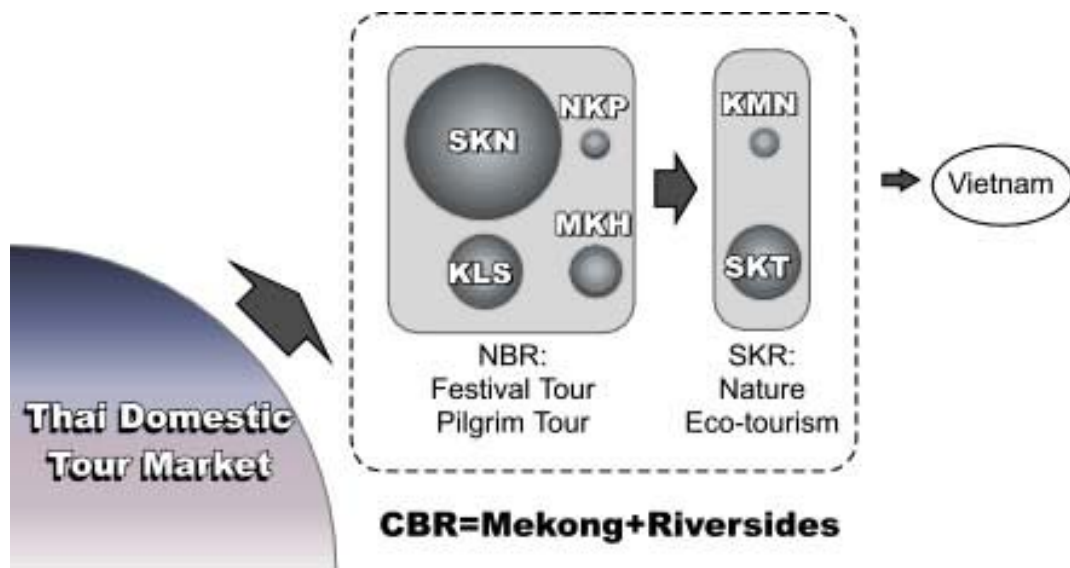 SKN
NKP
KLS
MKH
NBR:
Festival Tour
Pilgrim Tour
KMN
SKT
SKR:
Nature
Eco-tourism
Vietnam
Thai Domestic
Tour Market
CBR=Mekong+Riversides